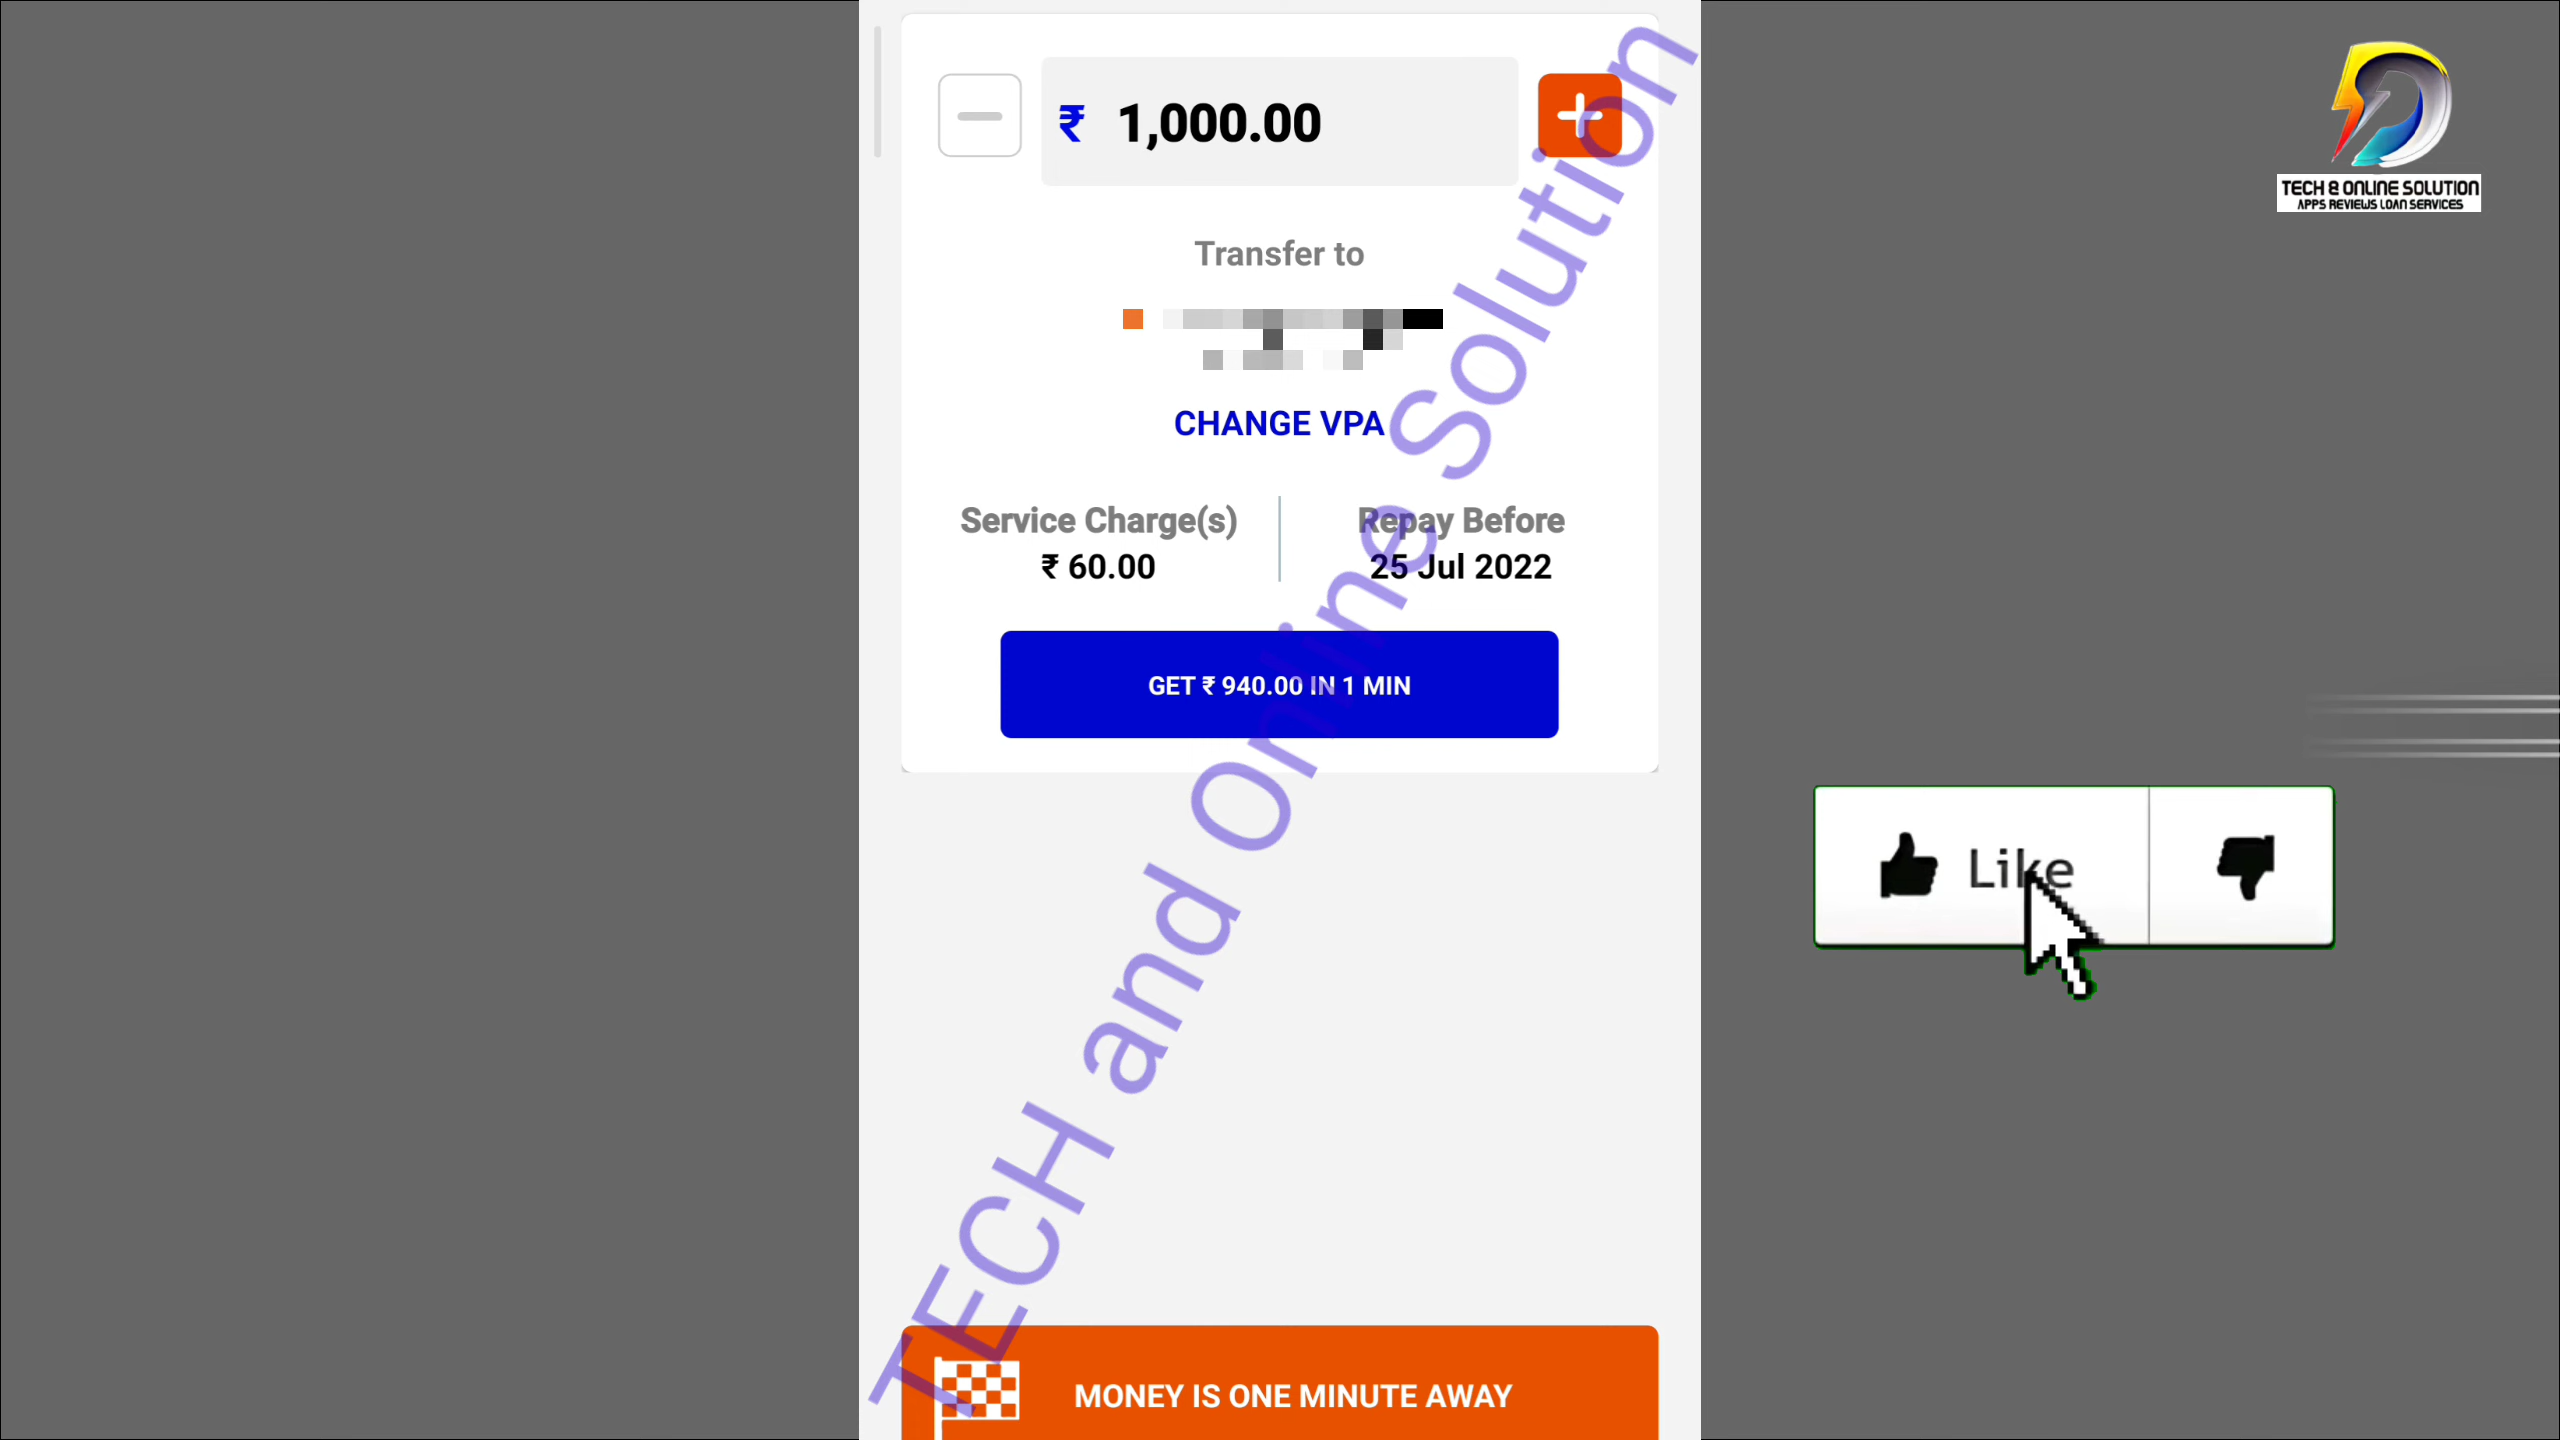 ₹ 1,000.00
Transfer to
CHANGE VPA
Service Charge(s)
₹ 60.00
Repay Before
25 Jul 2022
GET ₹ 940.00 IN 1 MIN
MONEY IS ONE MINUTE AWAY
TECH and Online Solution
TECH & ONLINE SOLUTION
APPS REVIEWS LOAN SERVICES
Like